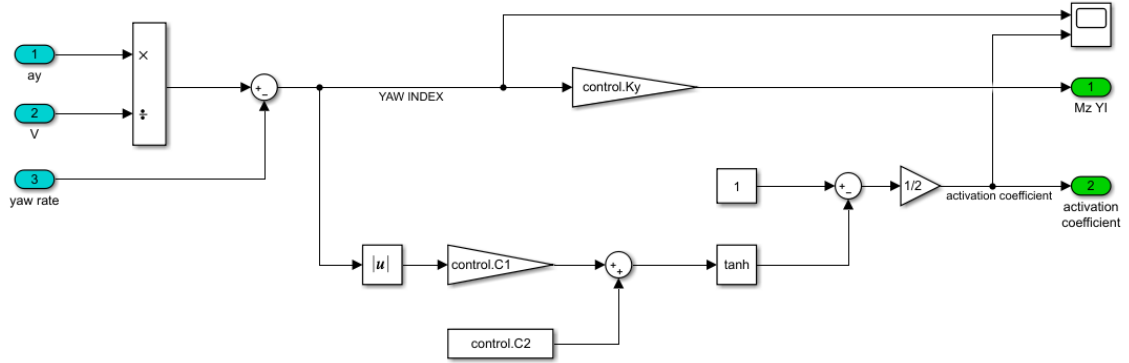 1
ay
×
÷
2
V
3
yaw rate
+
−
YAW INDEX
control.Ky
1
Mz YI
1
+
−
1/2
activation coefficient
2
activation
coefficient
|u|
control.C1
+
+
tanh
control.C2